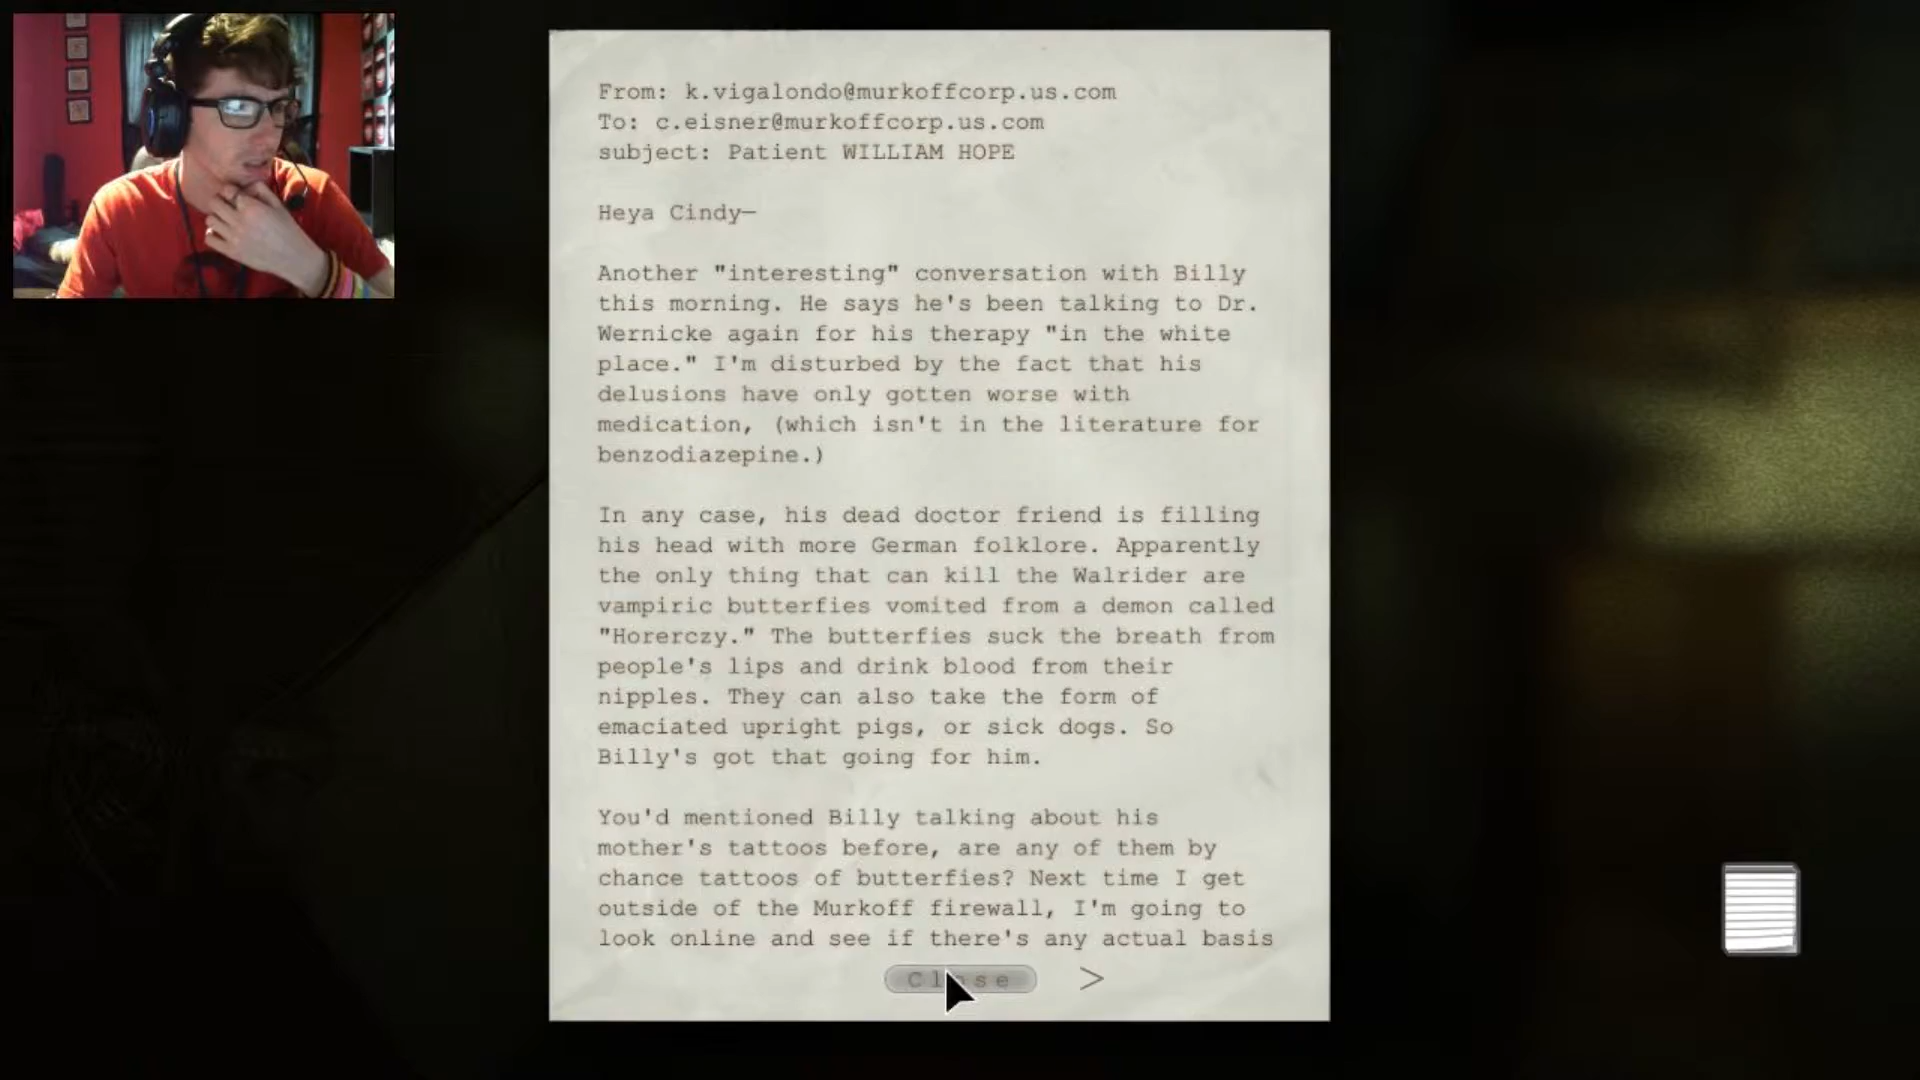 From: k.vigalondo@murkoffcorp.us.com
To: c.eisner@murkoffcorp.us.com
subject: Patient WILLIAM HOPE
Heya Cindy—
Another "interesting" conversation with Billy
this morning. He says he's been talking to Dr.
Wernicke again for his therapy "in the white
place." I'm disturbed by the fact that his
delusions have only gotten worse with
medication, (which isn't in the literature for
benzodiazepine.)
In any case, his dead doctor friend is filling
his head with more German folklore. Apparently
the only thing that can kill the Walrider are
vampiric butterfies vomited from a demon called
"Horerczy." The butterfies suck the breath from
people's lips and drink blood from their
nipples. They can also take the form of
emaciated upright pigs, or sick dogs. So
Billy's got that going for him.
You'd mentioned Billy talking about his
mother's tattoos before, are any of them by
chance tattoos of butterfies? Next time I get
outside of the Murkoff firewall, I'm going to
look online and see if there's any actual basis
Close >